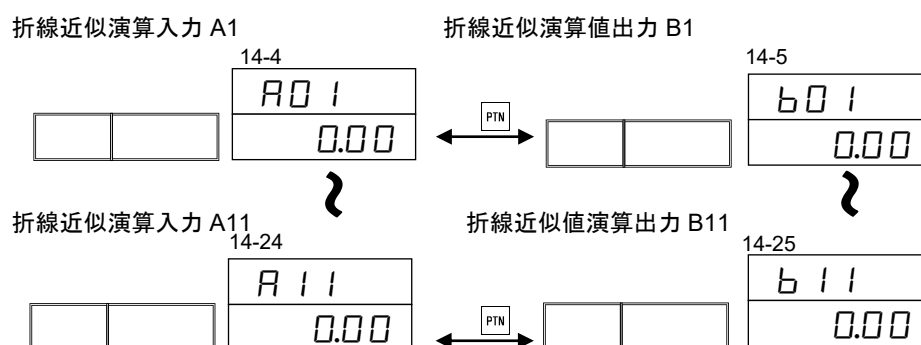 折線近似演算入力 A1 折線近似演算値出力 B1
14-4 14-5
A01 b01
0.00 PTN 0.00
折線近似演算入力 A11 折線近似値演算出力 B11
14-24 14-25
A11 b11
0.00 PTN 0.00